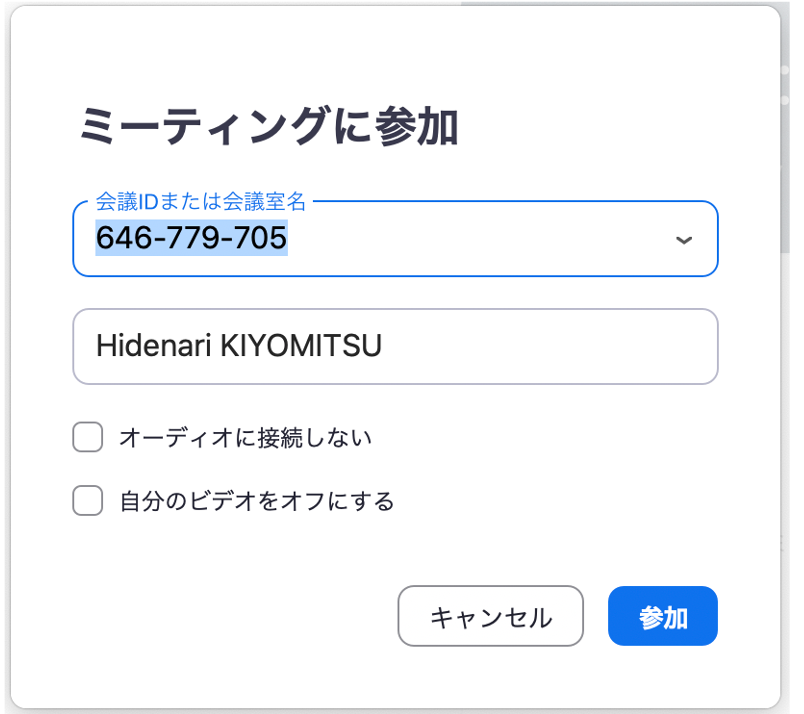 ミーティングに参加
会議IDまたは会議室名
646-779-705
Hidenari KIYOMITSU
オーディオに接続しない
自分のビデオをオフにする
キャンセル
参加